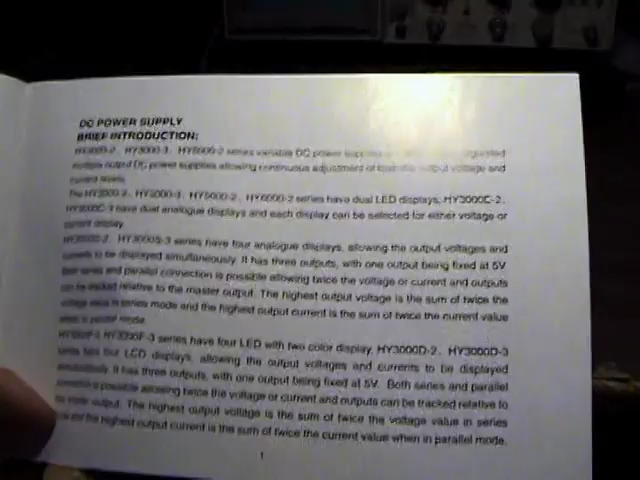 DC POWER SUPPLY
BRIEF INTRODUCTION:
HY3000-2, HY3000-3, HY5000-2 series variable DC power
multiple output DC power supplies allowing continuous adjustment of output voltage and
current levels.
The HY3000-2, HY3000-3, HY5000-2, series have dual LED displays, HY3000C-2,
HY3000C-3 have dual analogue displays and each display can be selected for either voltage or
current display.
HY3000S-3 series have four analogue displays, allowing the output voltages and
currents to be displayed simultaneously. It has three outputs, with one output being fixed at 5V
Both series and parallel connection is possible allowing twice the voltage or current and outputs
can be tracked relative to the master output. The highest output voltage is the sum of twice the
voltage value in series mode and the highest output current is the sum of twice the current value
when in parallel mode.
HY3000F-3 series have four LED with two color display, HY3000D-2, HY3000D-3
series has four LCD displays, allowing the output voltages and currents to be displayed
simultaneously. It has three outputs, with one output being fixed at 5V. Both series and parallel
connection is possible allowing twice the voltage or current and outputs can be tracked relative to
the master output. The highest output voltage is the sum of twice the voltage value in series
and the highest output current is the sum of twice the current value when in parallel mode.
1